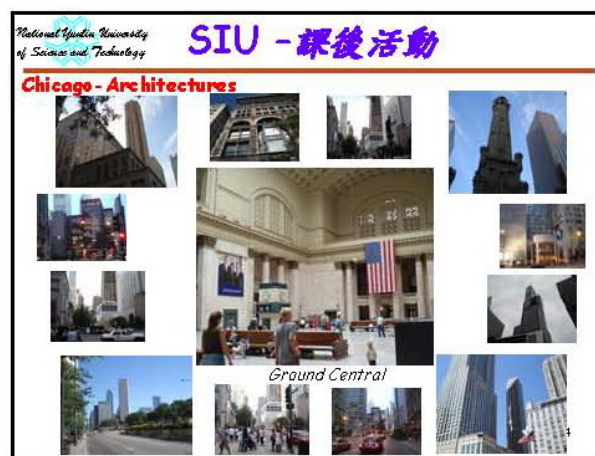 National Yunlin University
of Science and Technology
SIU -課後活動
Chicago-Architectures
Ground Central
4